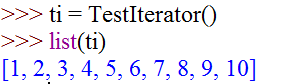 >>> ti = TestIterator()
>>> list(ti)
[1, 2, 3, 4, 5, 6, 7, 8, 9, 10]